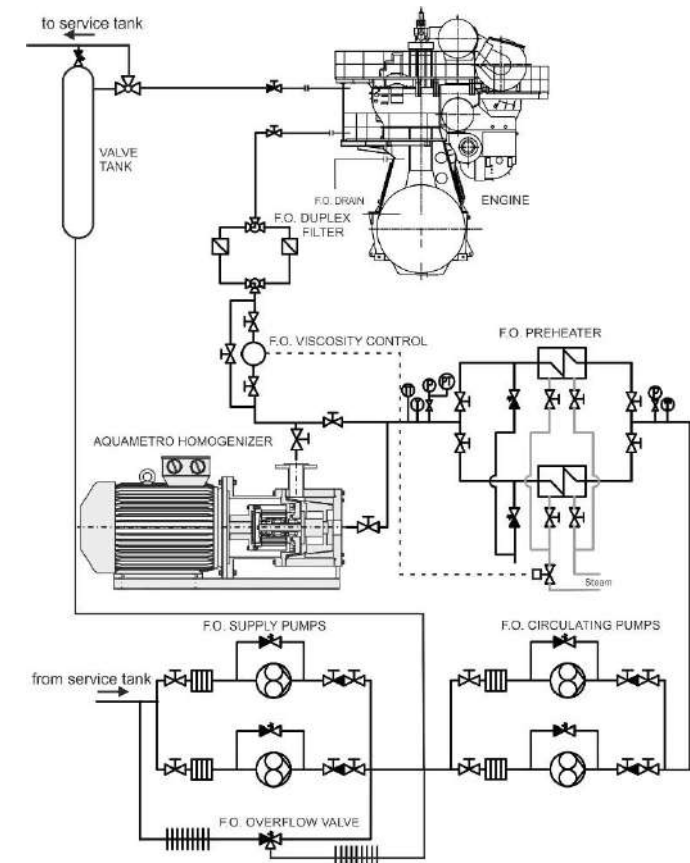 to service tank
VALVE
TANK
F.O. DRAIN
ENGINE
F.O. DUPLEX
FILTER
F.O. VISCOSITY CONTROL
F.O. PREHEATER
P
PT
T
P
AQUAMETRO HOMOGENIZER
Steam
F.O. SUPPLY PUMPS
F.O. CIRCULATING PUMPS
from service tank
F.O. OVERFLOW VALVE